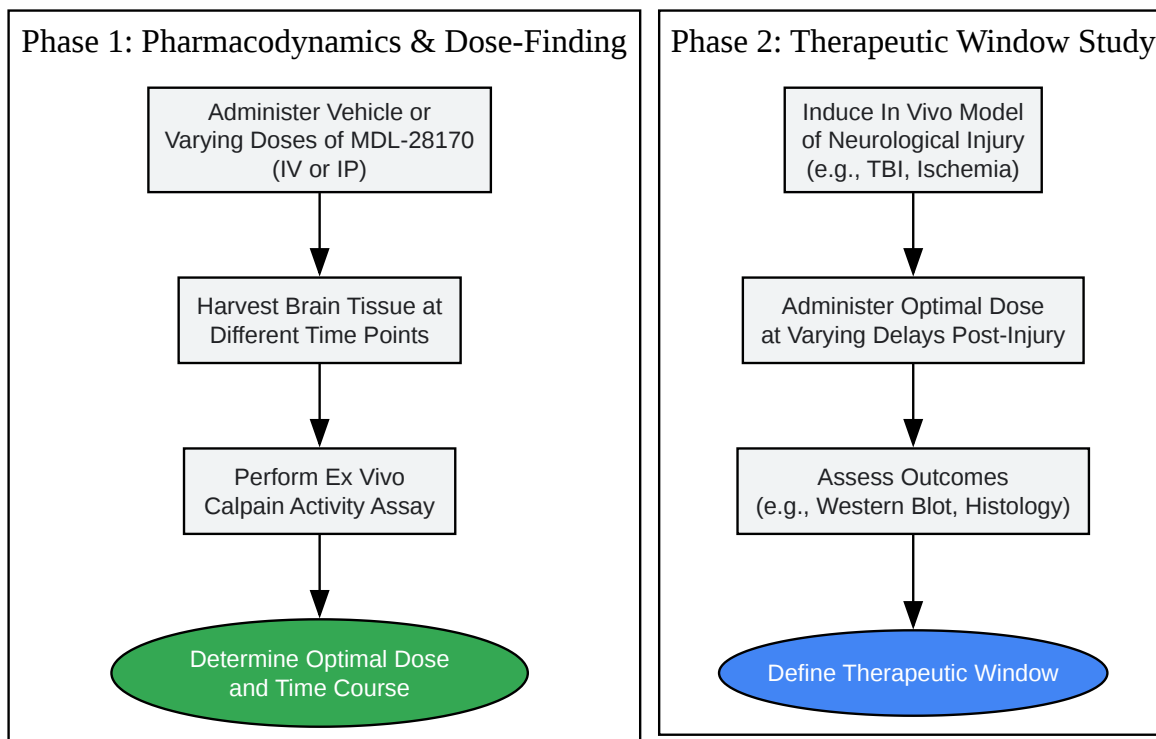 Phase 1: Pharmacodynamics & Dose-Finding
Administer Vehicle or
Varying Doses of MDL-28170
(IV or IP)
Harvest Brain Tissue at
Different Time Points
Perform Ex Vivo
Calpain Activity Assay
Determine Optimal Dose
and Time Course
Phase 2: Therapeutic Window Study
Induce In Vivo Model
of Neurological Injury
(e.g., TBI, Ischemia)
Administer Optimal Dose
at Varying Delays Post-Injury
Assess Outcomes
(e.g., Western Blot, Histology)
Define Therapeutic Window